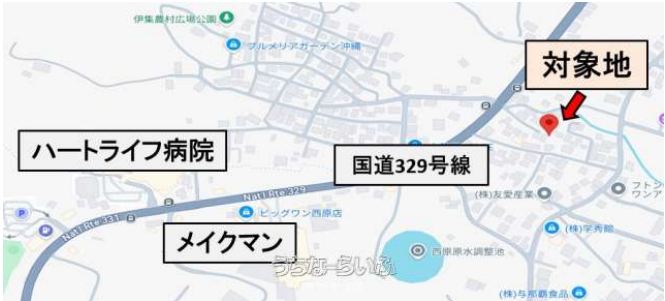 伊集農村広場公園
プルメリアガーデン沖縄
対象地
ハートライフ病院
国道329号線
Nat'l Rte 329
(株)友愛産業
フトン
ワンア
Nat'l Rte 331
ビッグワン西原店
(株)学秀館
メイクマン
西原原水調整池
うちなーらいふ
(株)与那覇食品